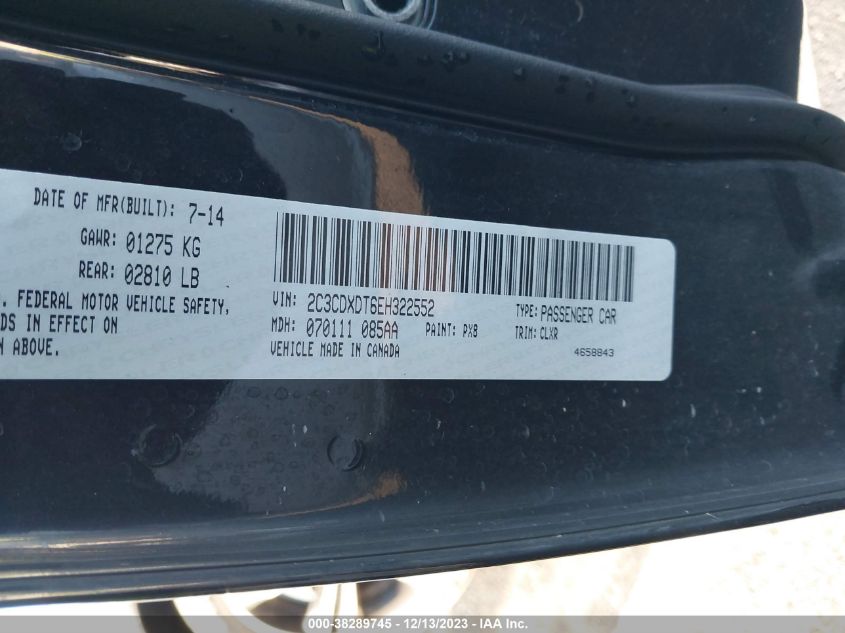 DATE OF MFR(BUILT): 7-14
GAWR: 01275 KG
REAR: 02810 LB
. FEDERAL MOTOR VEHICLE SAFETY,
DS IN EFFECT ON
N ABOVE.
VIN: 2C3CDXDT6EH322552
TYPE: PASSENGER CAR
MDH: 070111 085AA
PAINT: PX8
TRIM: CLXR
VEHICLE MADE IN CANADA
4658843
000-38289745 - 12/13/2023 - IAA Inc.